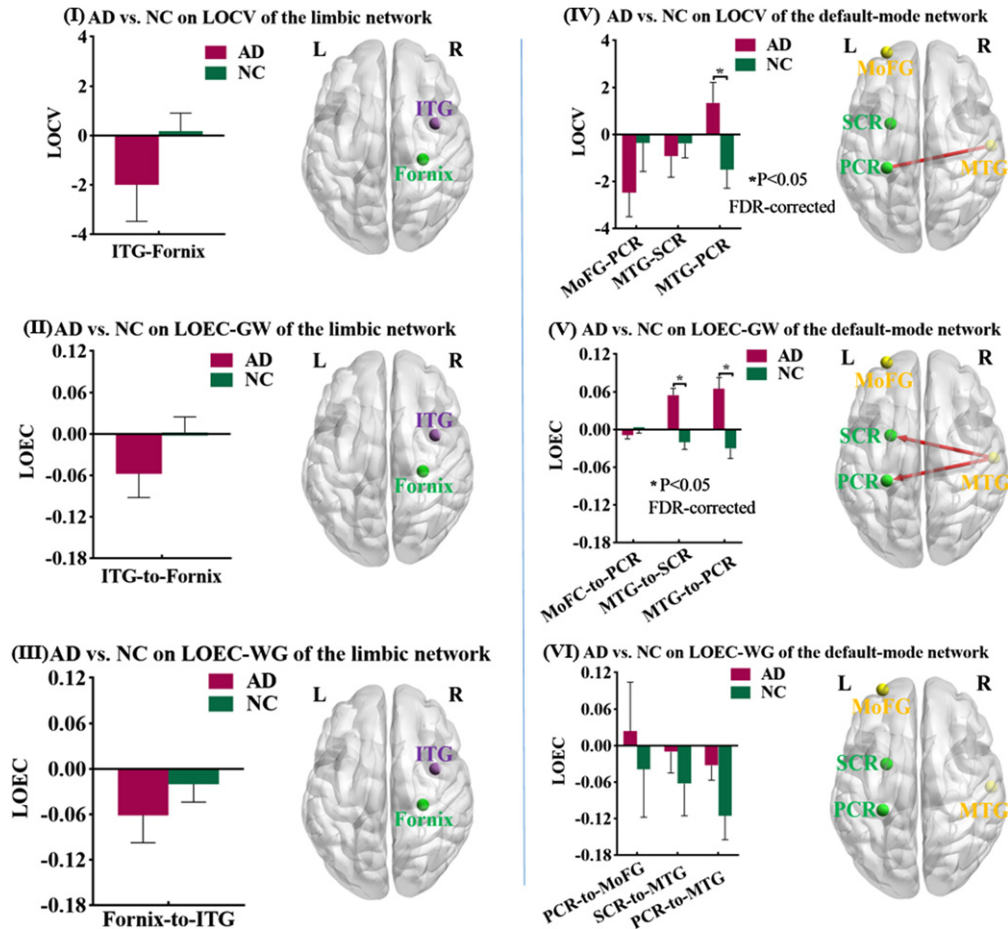 (I) AD vs. NC on LOCV of the limbic network
AD
NC
LOCV
4
2
0
-2
-4
ITG-Fornix
L
R
ITG
Fornix
(II) AD vs. NC on LOEC-GW of the limbic network
AD
NC
LOEC
0.12
0.06
0.00
-0.06
-0.12
-0.18
ITG-to-Fornix
L
R
ITG
Fornix
(III) AD vs. NC on LOEC-WG of the limbic network
AD
NC
LOEC
0.12
0.06
0.00
-0.06
-0.12
-0.18
Fornix-to-ITG
L
R
ITG
Fornix
(IV) AD vs. NC on LOCV of the default-mode network
AD
NC
*
LOCV
4
2
0
-2
-4
*P<0.05
FDR-corrected
MoFG-PCR
MTG-SCR
MTG-PCR
L
R
MoFG
SCR
PCR
MTG
(V) AD vs. NC on LOEC-GW of the default-mode network
AD
NC
*
*
LOEC
0.12
0.06
0.00
-0.06
-0.12
-0.18
*P<0.05
FDR-corrected
MoFC-to-PCR
MTG-to-SCR
MTG-to-PCR
L
R
MoFG
SCR
PCR
MTG
(VI) AD vs. NC on LOEC-WG of the default-mode network
AD
NC
LOEC
0.12
0.06
0.00
-0.06
-0.12
-0.18
PCR-to-MoFG
SCR-to-MTG
PCR-to-MTG
L
R
MoFG
SCR
PCR
MTG